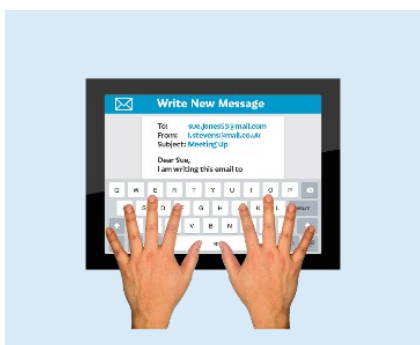 Write New Message
To: sue.jones53@mail.com
From: l.stevens@mail.co.uk
Subject: Meeting Up
Dear Sue,
I am writing this email to
Q W E R T Y U I O P
S D F G H K L
V B N